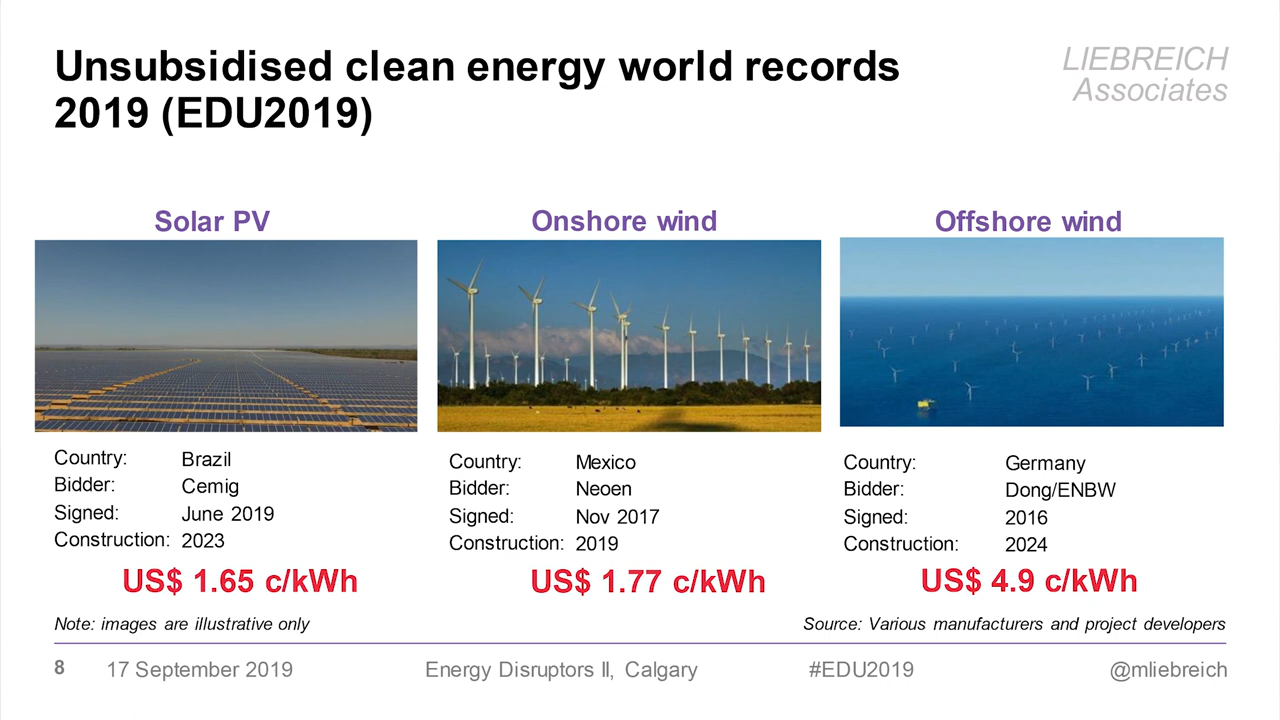 Unsubsidised clean energy world records
2019 (EDU2019)
LIEBREICH
Associates
Solar PV
Country: Brazil
Bidder: Cemig
Signed: June 2019
Construction: 2023
US$ 1.65 c/kWh
Onshore wind
Country: Mexico
Bidder: Neoen
Signed: Nov 2017
Construction: 2019
US$ 1.77 c/kWh
Offshore wind
Country: Germany
Bidder: Dong/ENBW
Signed: 2016
Construction: 2024
US$ 4.9 c/kWh
Note: images are illustrative only
Source: Various manufacturers and project developers
8 17 September 2019 Energy Disruptors II, Calgary #EDU2019 @mliebreich